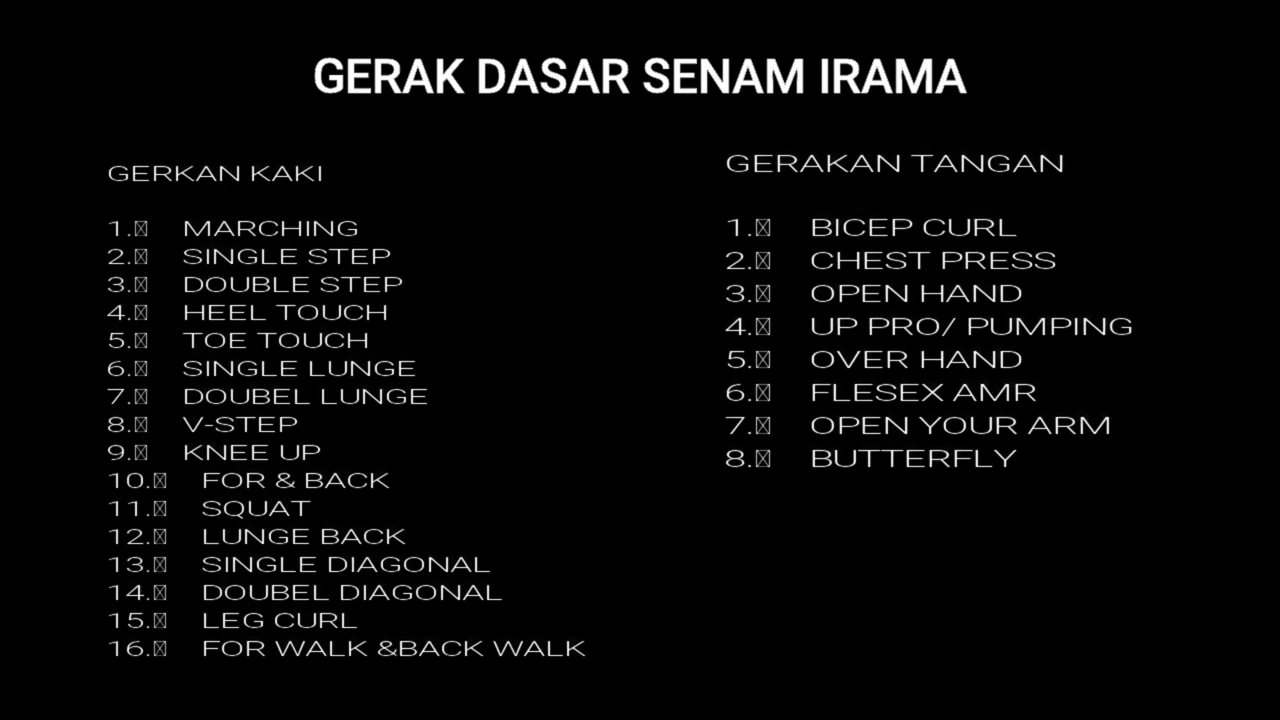 GERAK DASAR SENAM IRAMA
GERKAN KAKI
1. MARCHING
2. SINGLE STEP
3. DOUBLE STEP
4. HEEL TOUCH
5. TOE TOUCH
6. SINGLE LUNGE
7. DOUBEL LUNGE
8. V-STEP
9. KNEE UP
10. FOR & BACK
11. SQUAT
12. LUNGE BACK
13. SINGLE DIAGONAL
14. DOUBEL DIAGONAL
15. LEG CURL
16. FOR WALK &BACK WALK
GERAKAN TANGAN
1. BICEP CURL
2. CHEST PRESS
3. OPEN HAND
4. UP PRO/ PUMPING
5. OVER HAND
6. FLESEX AMR
7. OPEN YOUR ARM
8. BUTTERFLY